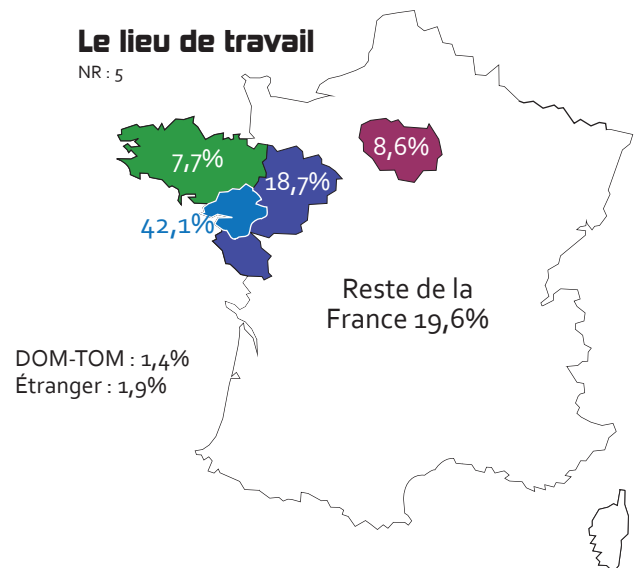 Le lieu de travail
NR : 5
7,7%
8,6%
18,7%
42,1%
Reste de la
France 19,6%
DOM-TOM : 1,4%
Étranger : 1,9%